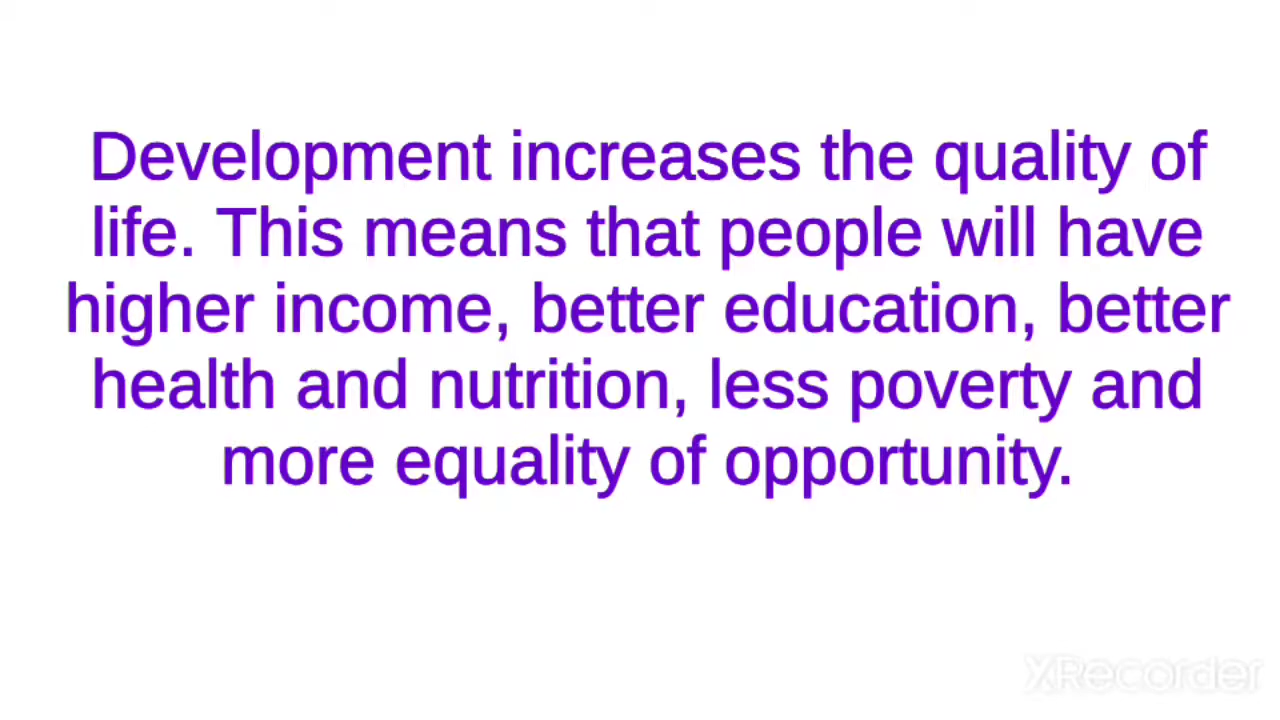 Development increases the quality of
life. This means that people will have
higher income, better education, better
health and nutrition, less poverty and
more equality of opportunity.
XRecorder